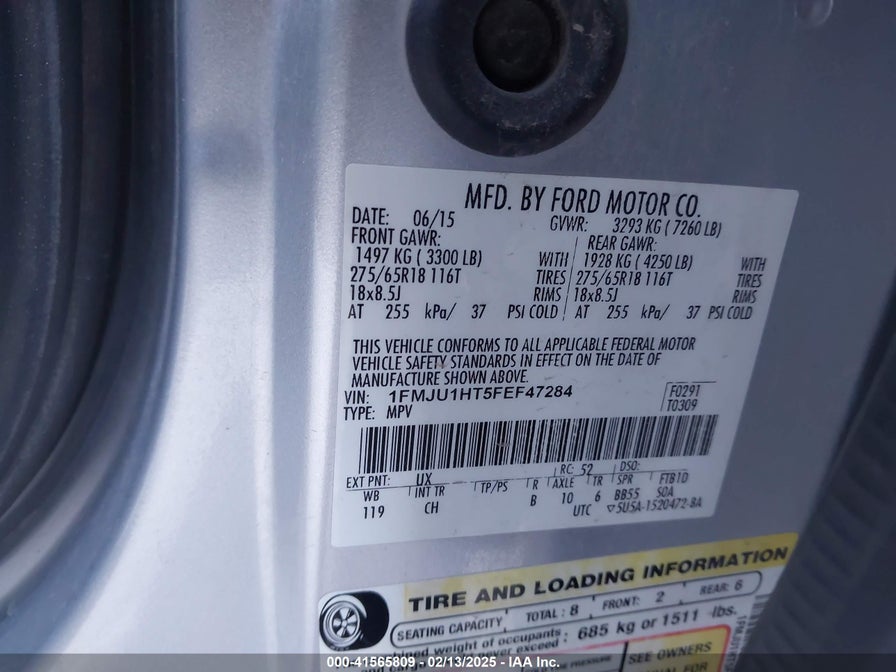 MFD. BY FORD MOTOR CO.
DATE: 06/15 GVWR: 3293 KG ( 7260 LB)
FRONT GAWR: REAR GAWR:
1497 KG ( 3300 LB) WITH 1928 KG ( 4250 LB) WITH
275/65R18 116T TIRES 275/65R18 116T TIRES
18x8.5J RIMS 18x8.5J RIMS
AT 255 kPa/ 37 PSI COLD AT 255 kPa/ 37 PSI COLD
THIS VEHICLE CONFORMS TO ALL APPLICABLE FEDERAL MOTOR
VEHICLE SAFETY STANDARDS IN EFFECT ON THE DATE OF
MANUFACTURE SHOWN ABOVE.
VIN: 1FMJU1HT5FEF47284 F0291
TYPE: MPV T0309
EXT PNT: UX RC: 52 DSO:
WB INT TR TP/PS R AXLE TR SPR FTB1D
119 CH B 10 6 BB55 SOA
UTC ▽5U5A-1520472-BA
TIRE AND LOADING INFORMATION
SEATING CAPACITY TOTAL : 8 FRONT: 2 REAR: 6
weight of occupants : 685 kg or 1511 lbs.
SEE OWNERS
000-41565809 - 02/13/2025 - IAA Inc.